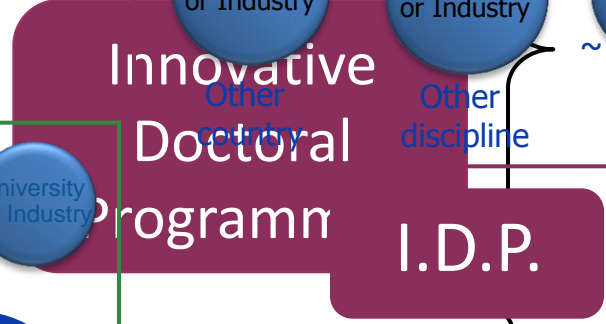 or Industry
or Industry
~
Innovative
Other
Other
country
discipline
Doctoral
niversity
Industry
Programm
I.D.P.